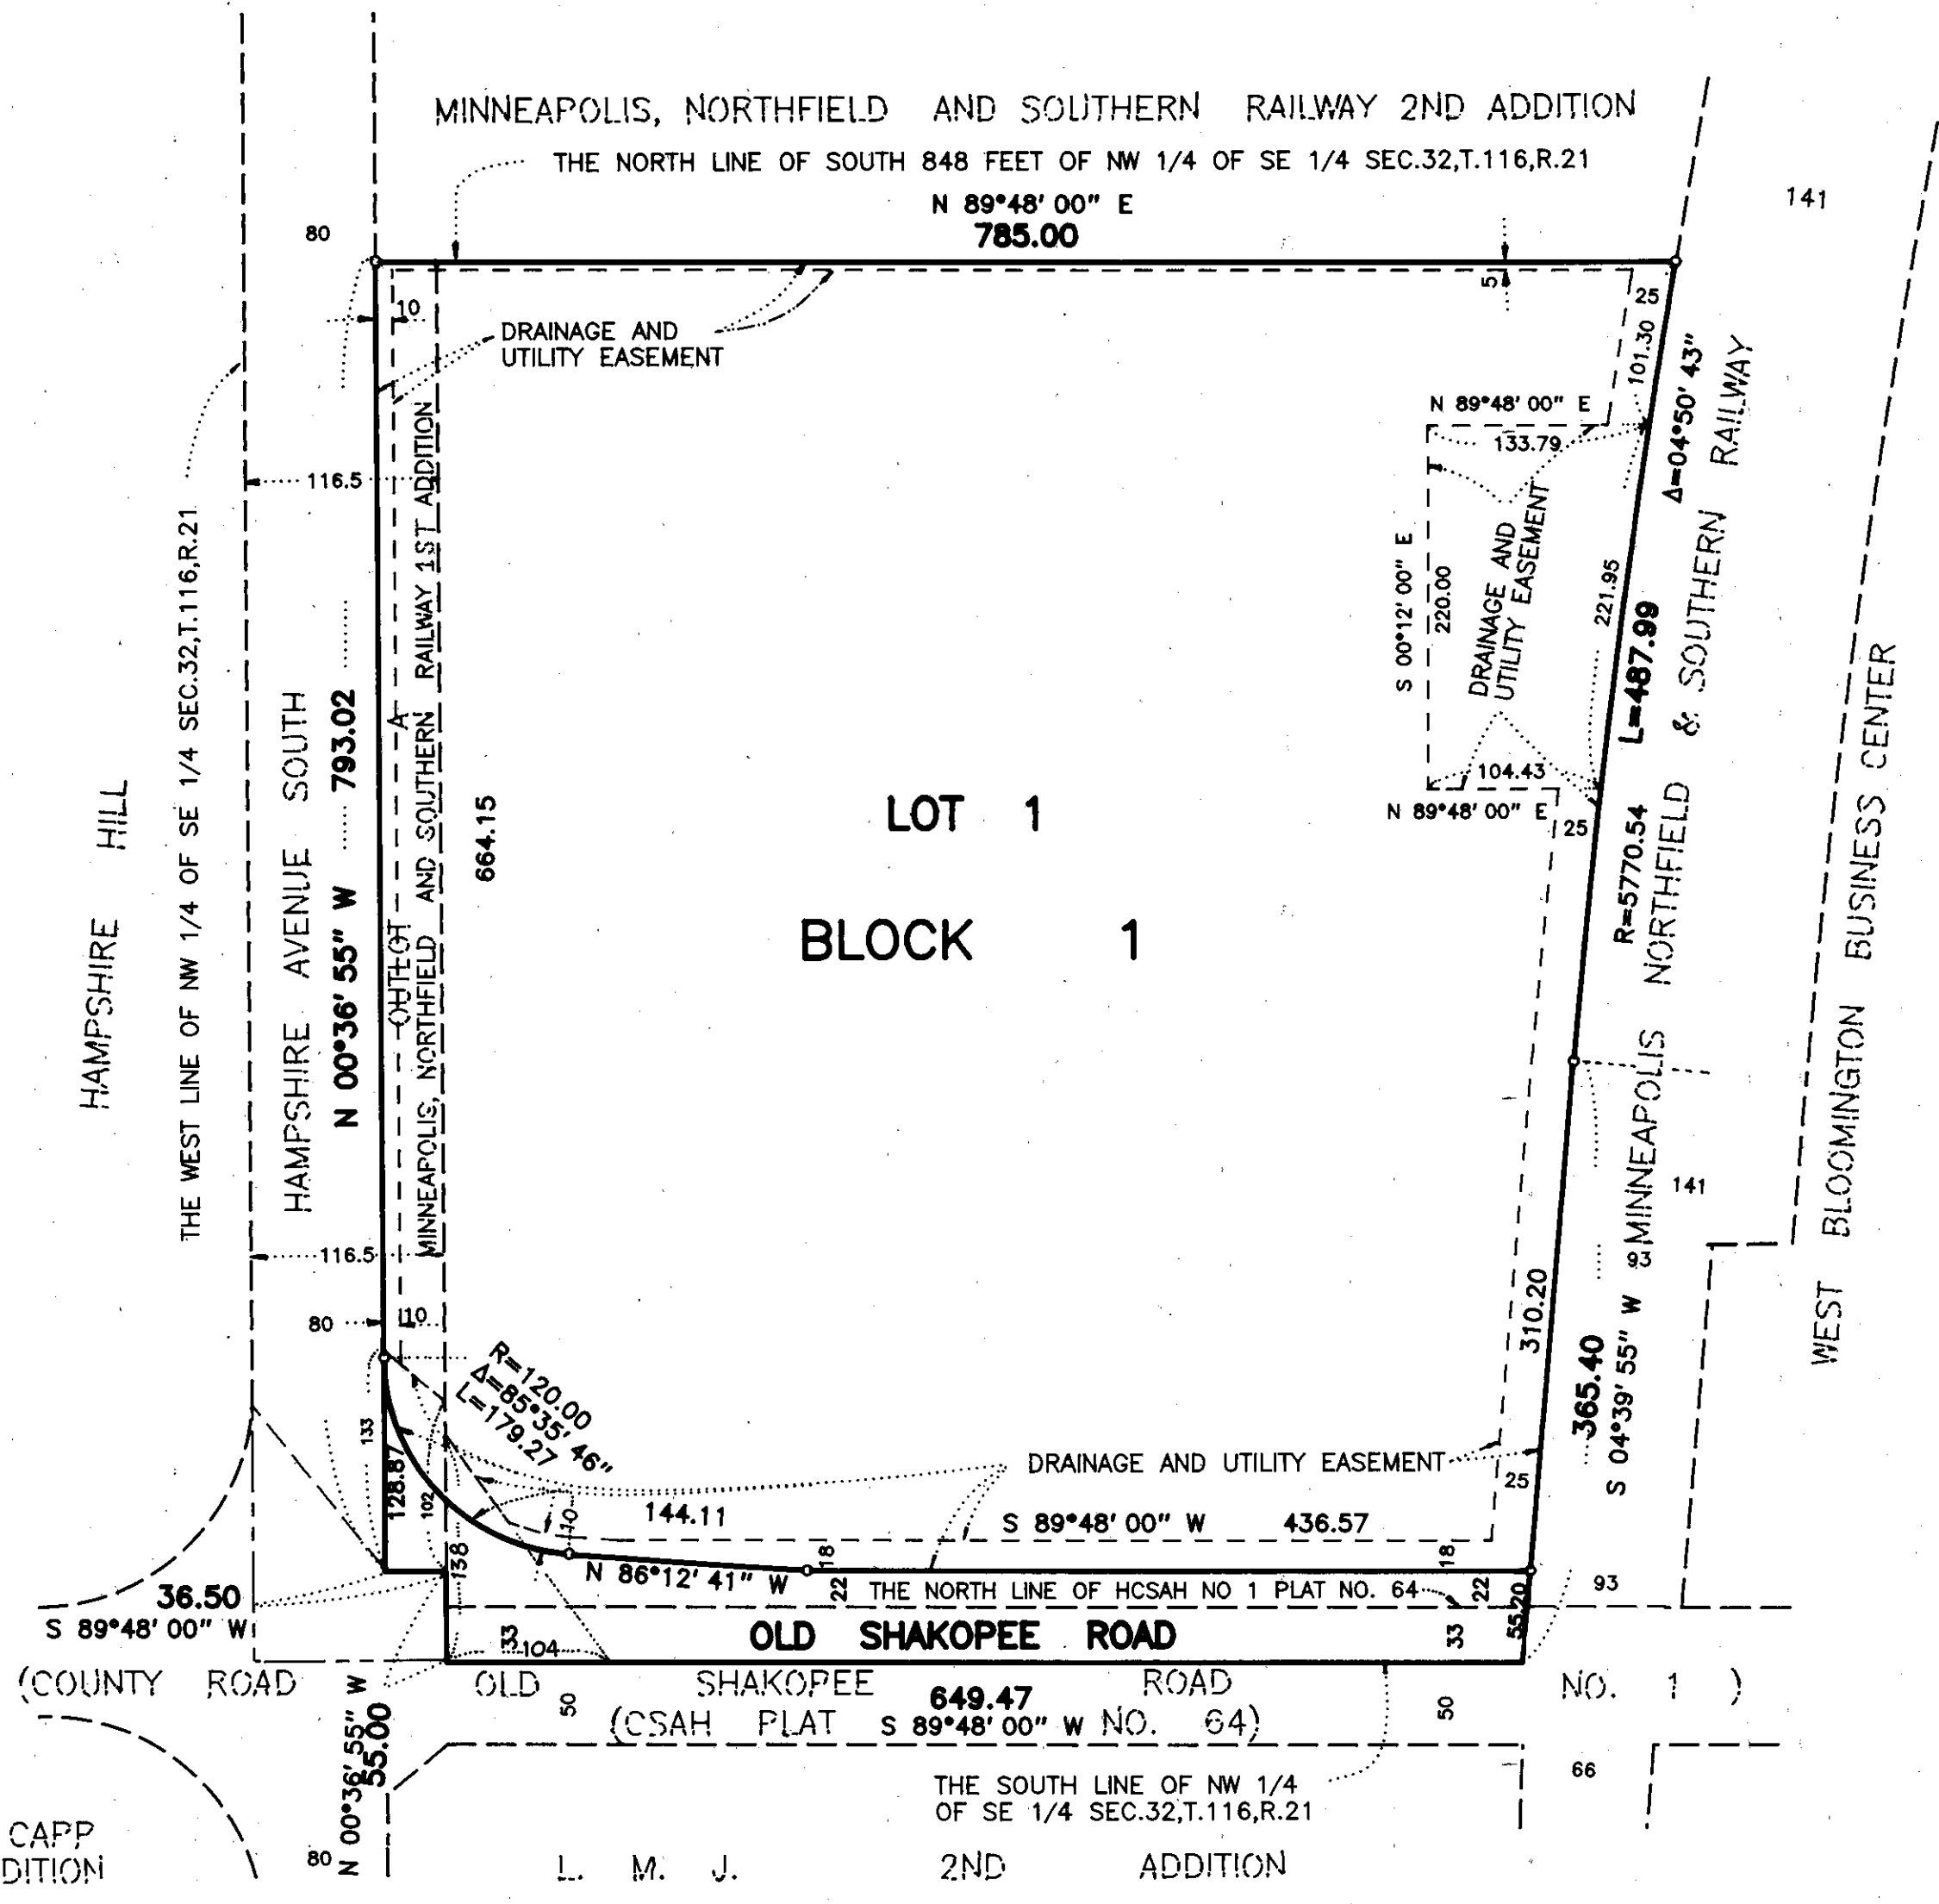 MINNEAPOLIS, NORTHFIELD AND SOUTHERN RAILWAY 2ND ADDITION
THE NORTH LINE OF SOUTH 848 FEET OF NW 1/4 OF SE 1/4 SEC.32,T.116,R.21
N 89°48' 00" E
785.00
141
80
5
25
10
DRAINAGE AND
UTILITY EASEMENT
101.30
Δ=04°50' 43"
N 89°48' 00" E
133.79
116.5
S 00°12' 00" E
220.00
DRAINAGE AND
UTILITY EASEMENT
221.95
L=487.99
R=5770.54
MINNEAPOLIS NORTHFIELD & SOUTHERN RAILWAY
104.43
N 89°48' 00" E
25
THE WEST LINE OF NW 1/4 OF SE 1/4 SEC.32,T.116,R.21
HAMPSHIRE HILL
HAMPSHIRE AVENUE SOUTH
N 00°36' 55" W 793.02
OUTLOT A
MINNEAPOLIS, NORTHFIELD AND SOUTHERN RAILWAY 1ST ADDITION
664.15
LOT 1
BLOCK 1
WEST BLOOMINGTON BUSINESS CENTER
141
93
116.5
80
10
310.20
365.40
S 04°39' 55" W
R=120.00
Δ=85°35' 46"
L=179.27
133
128.87
102
138
10
DRAINAGE AND UTILITY EASEMENT
25
144.11
S 89°48' 00" W 436.57
18
18
N 86°12' 41" W
22
THE NORTH LINE OF HCSAH NO 1 PLAT NO. 64
22
93
36.50
S 89°48' 00" W
55.20
33
104
OLD SHAKOPEE ROAD
33
(COUNTY ROAD OLD SHAKOPEE ROAD NO. 1 )
50
649.47
50
(CSAH PLAT NO. 64)
S 89°48' 00" W
N 00°36' 55" W
55.00
THE SOUTH LINE OF NW 1/4
OF SE 1/4 SEC.32,T.116,R.21
66
CAPP
DITION
80
L. M. J. 2ND ADDITION